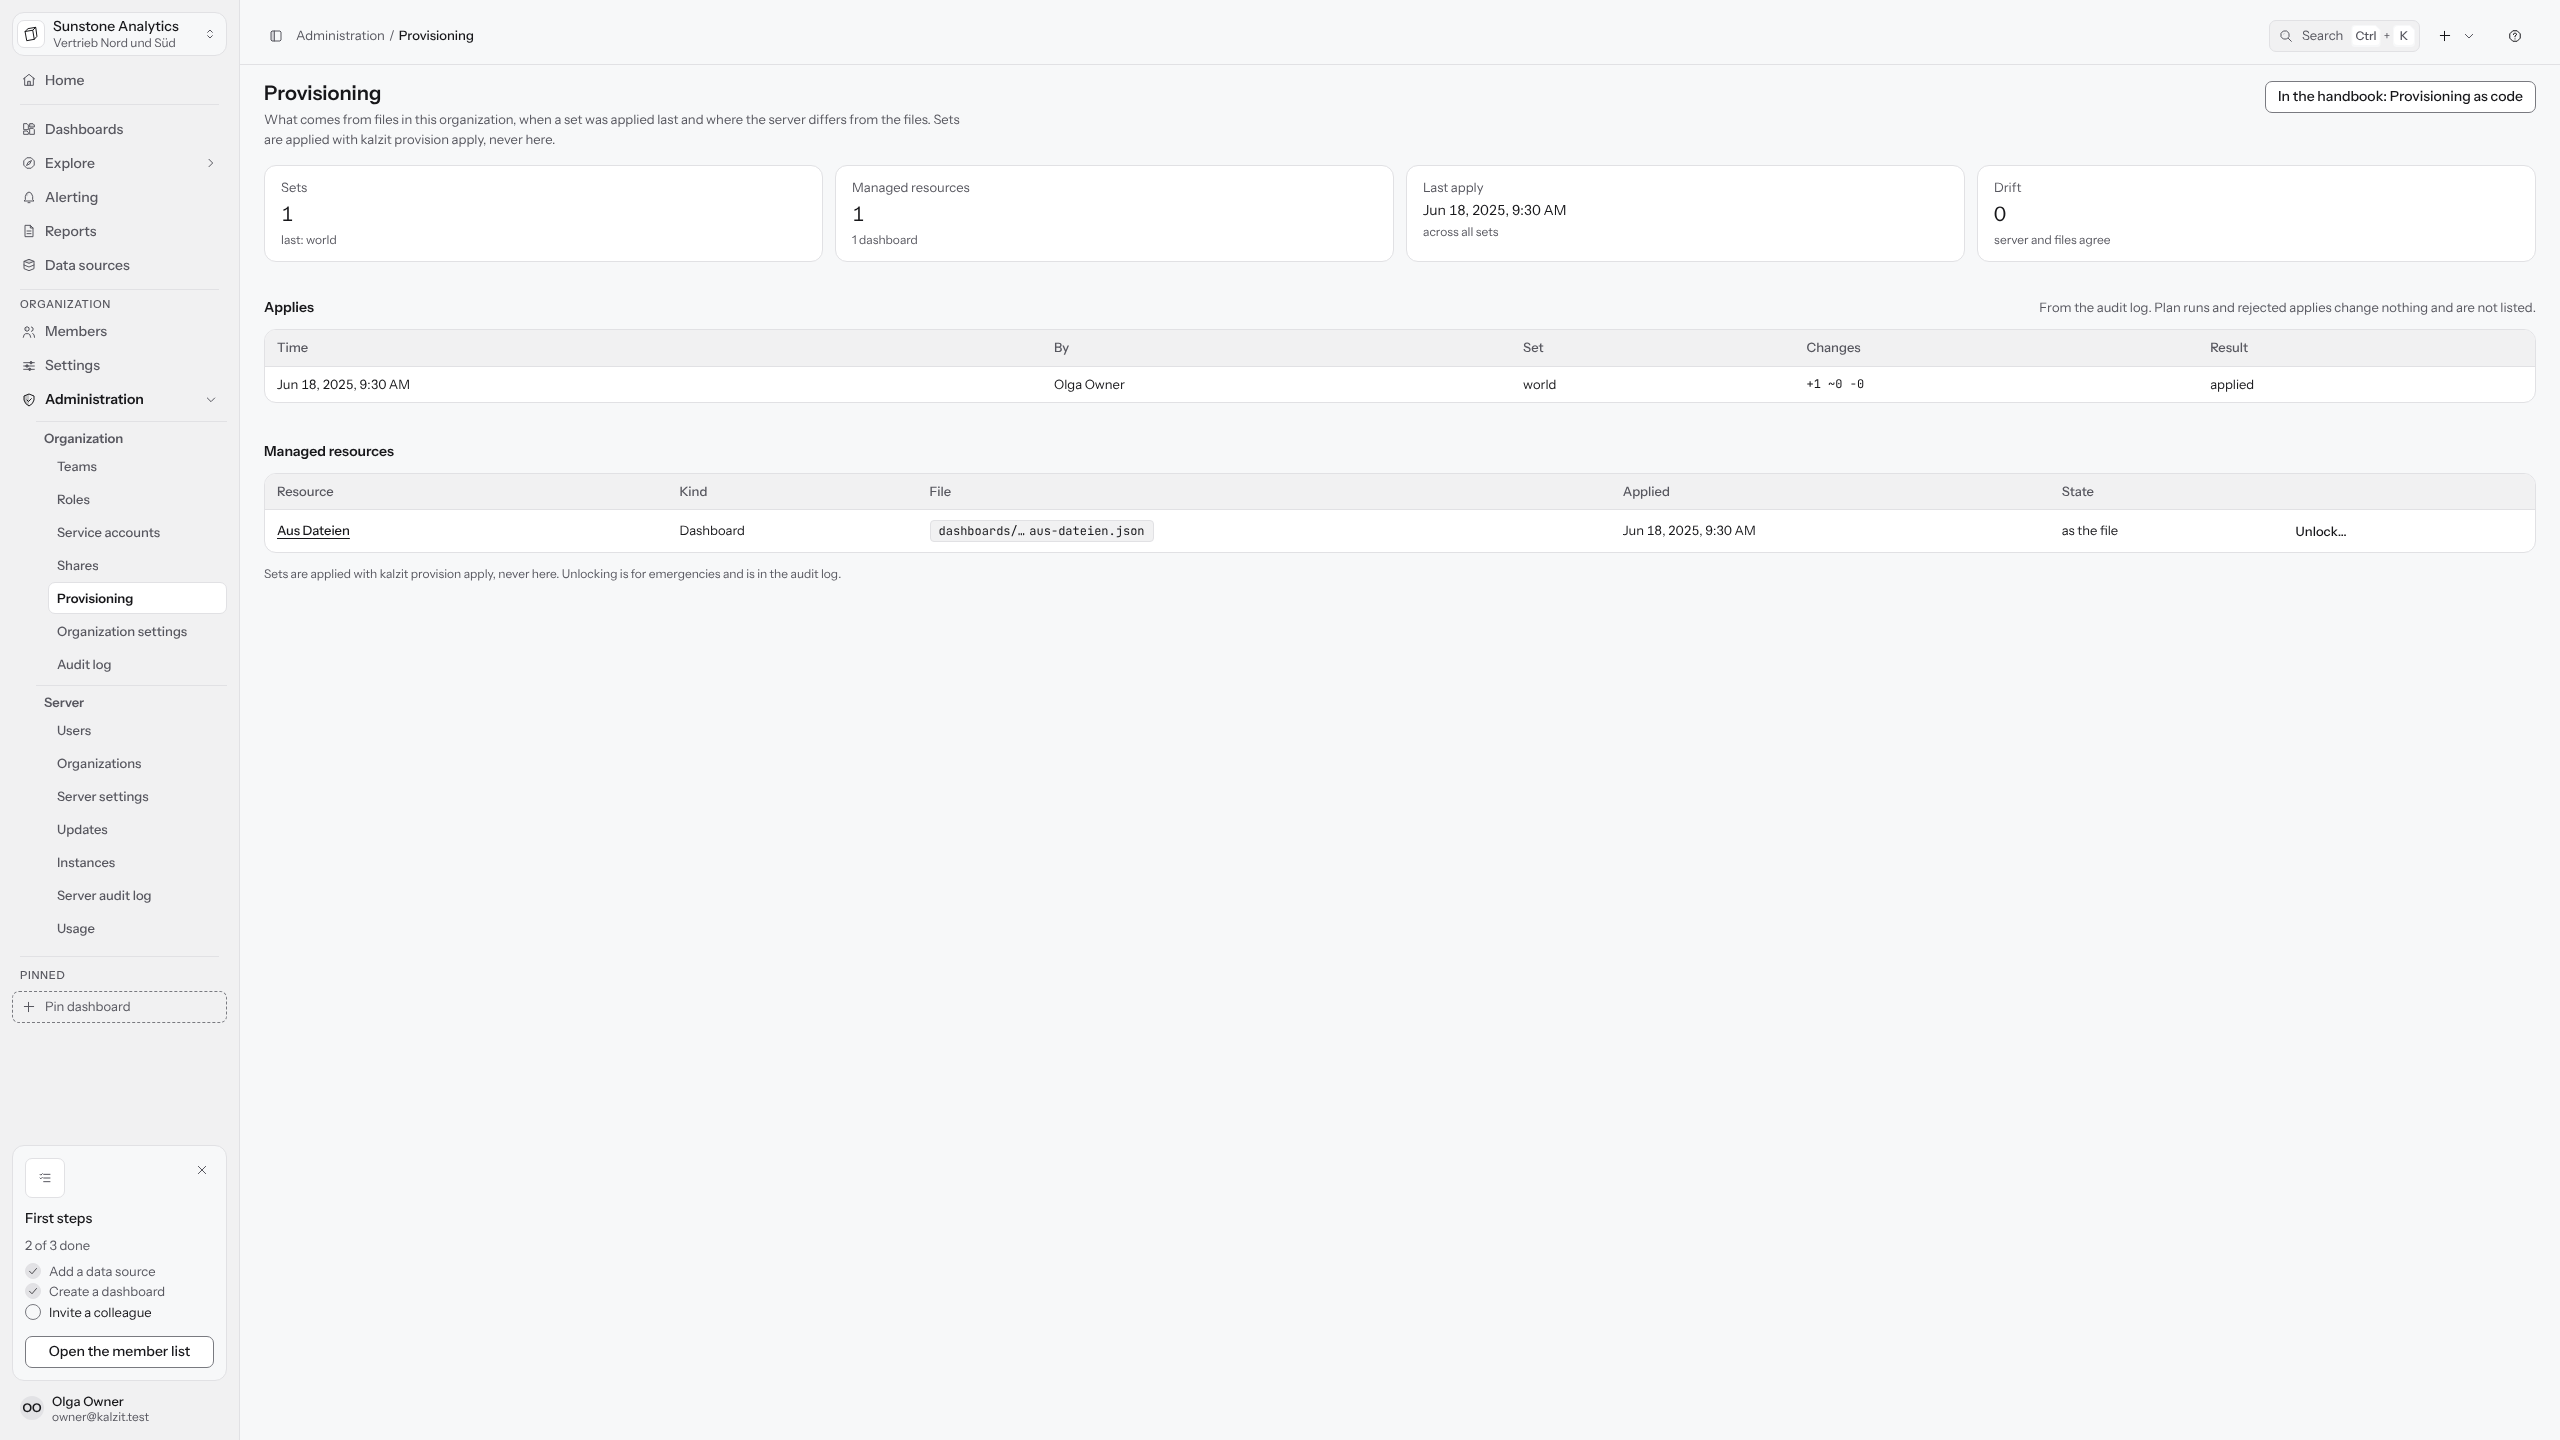 Sunstone Analytics
Vertrieb Nord und Süd
Home
Dashboards
Explore
Alerting
Reports
Data sources
ORGANIZATION
Members
Settings
Administration
Organization
Teams
Roles
Service accounts
Shares
Provisioning
Organization settings
Audit log
Server
Users
Organizations
Server settings
Updates
Instances
Server audit log
Usage
PINNED
Pin dashboard
First steps
2 of 3 done
Add a data source
Create a dashboard
Invite a colleague
Open the member list
OO
Olga Owner
owner@kalzit.test
Administration / Provisioning
Search Ctrl + K
Provisioning
In the handbook: Provisioning as code
What comes from files in this organization, when a set was applied last and where the server differs from the files. Sets
are applied with kalzit provision apply, never here.
Sets
1
last: world
Managed resources
1
1 dashboard
Last apply
Jun 18, 2025, 9:30 AM
across all sets
Drift
0
server and files agree
Applies
From the audit log. Plan runs and rejected applies change nothing and are not listed.
Time By Set Changes Result
Jun 18, 2025, 9:30 AM Olga Owner world +1 ~0 -0 applied
Managed resources
Resource Kind File Applied State
Aus Dateien Dashboard dashboards/… aus-dateien.json Jun 18, 2025, 9:30 AM as the file Unlock…
Sets are applied with kalzit provision apply, never here. Unlocking is for emergencies and is in the audit log.